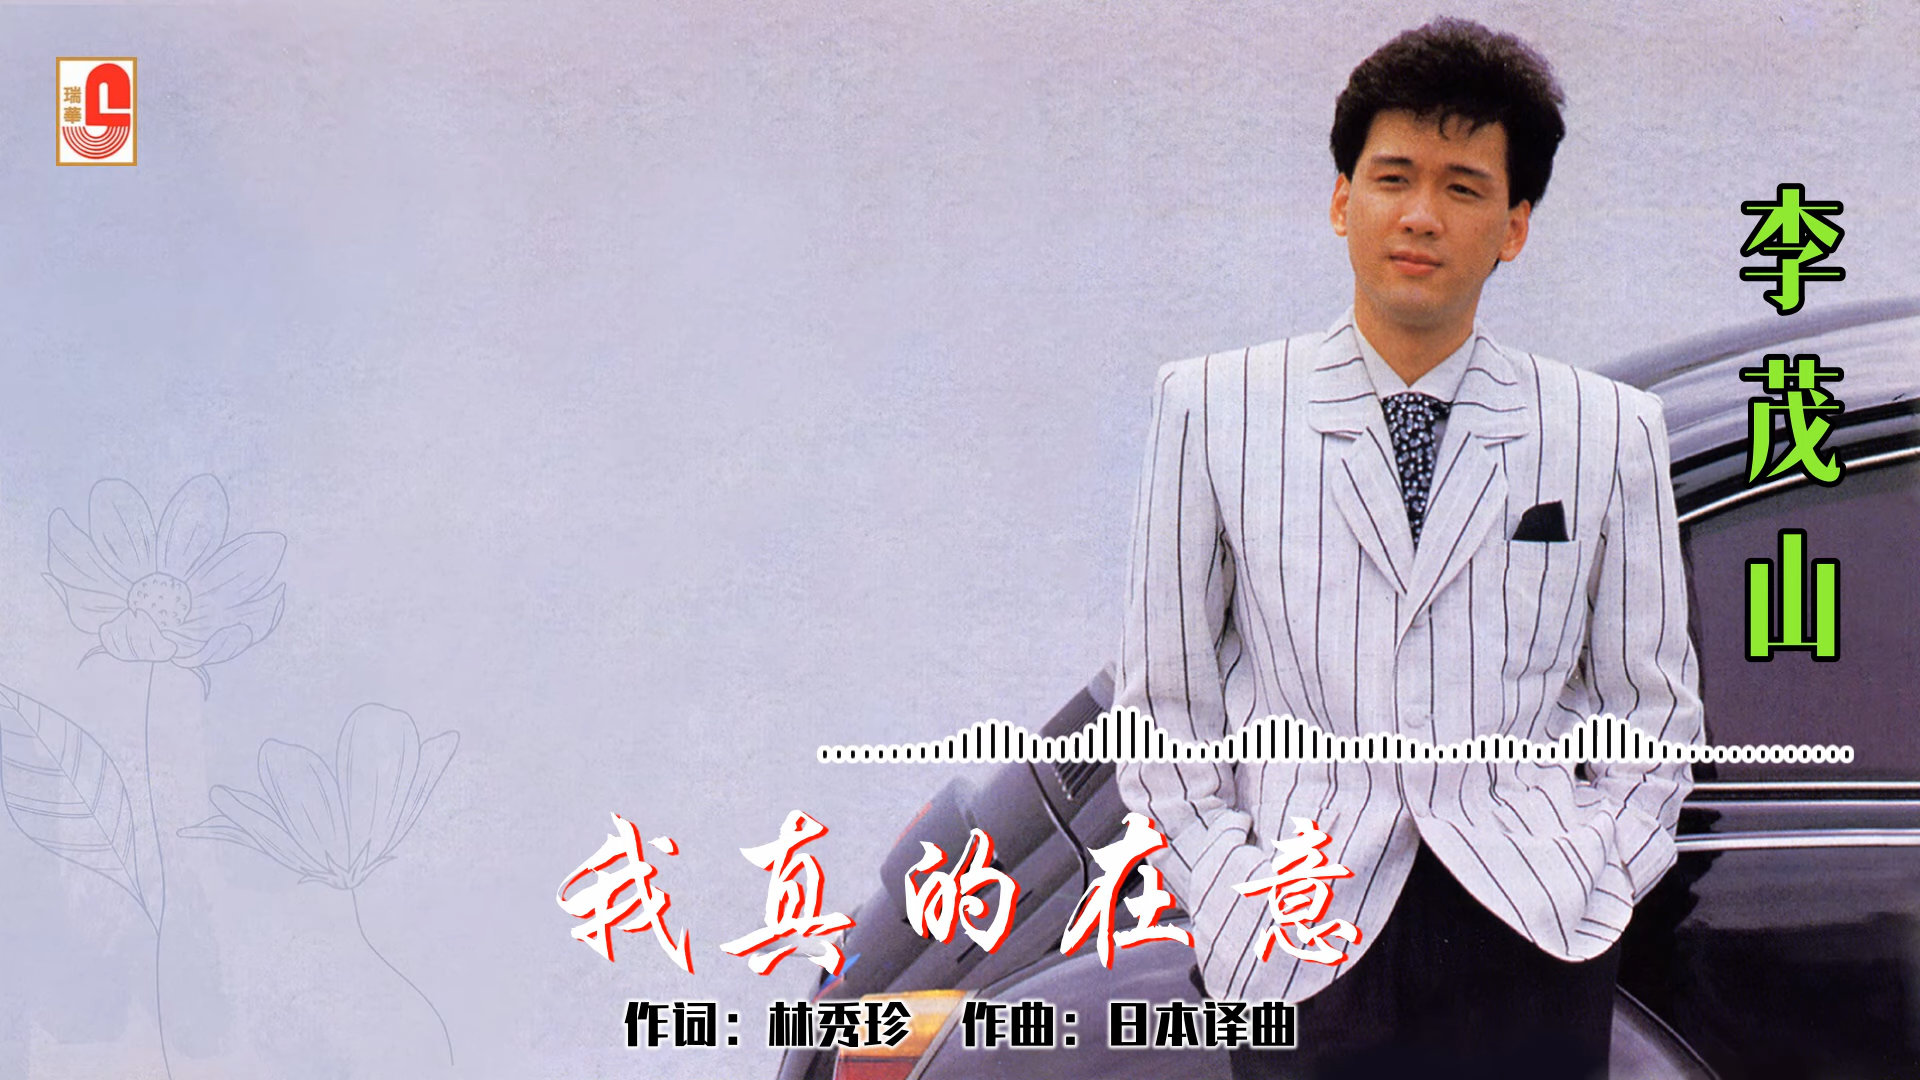 瑞華
李茂山
我真的在意
作词：林秀珍 作曲：日本译曲